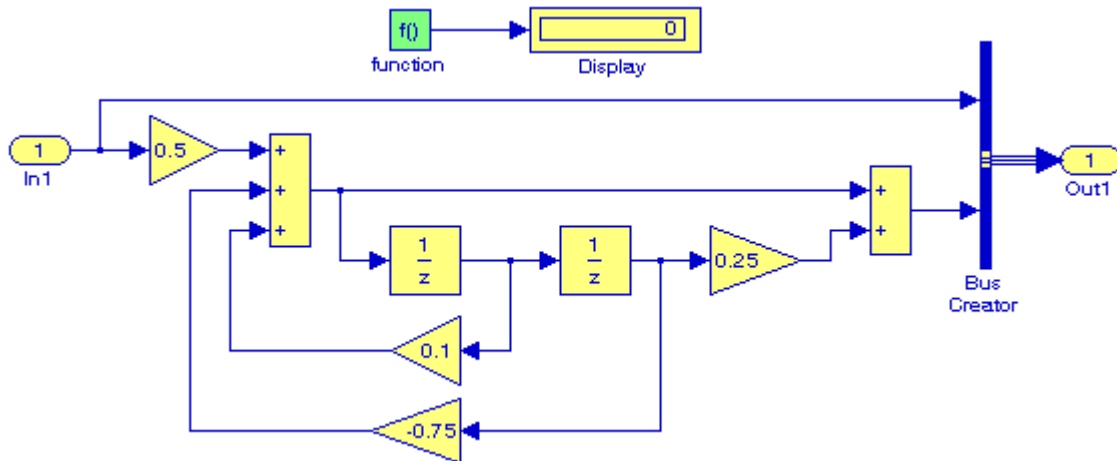 f()
0
function
Display
1
In1
0.5
+
+
+
+
+
1
Out1
1
z
1
z
0.25
Bus
Creator
0.1
-0.75